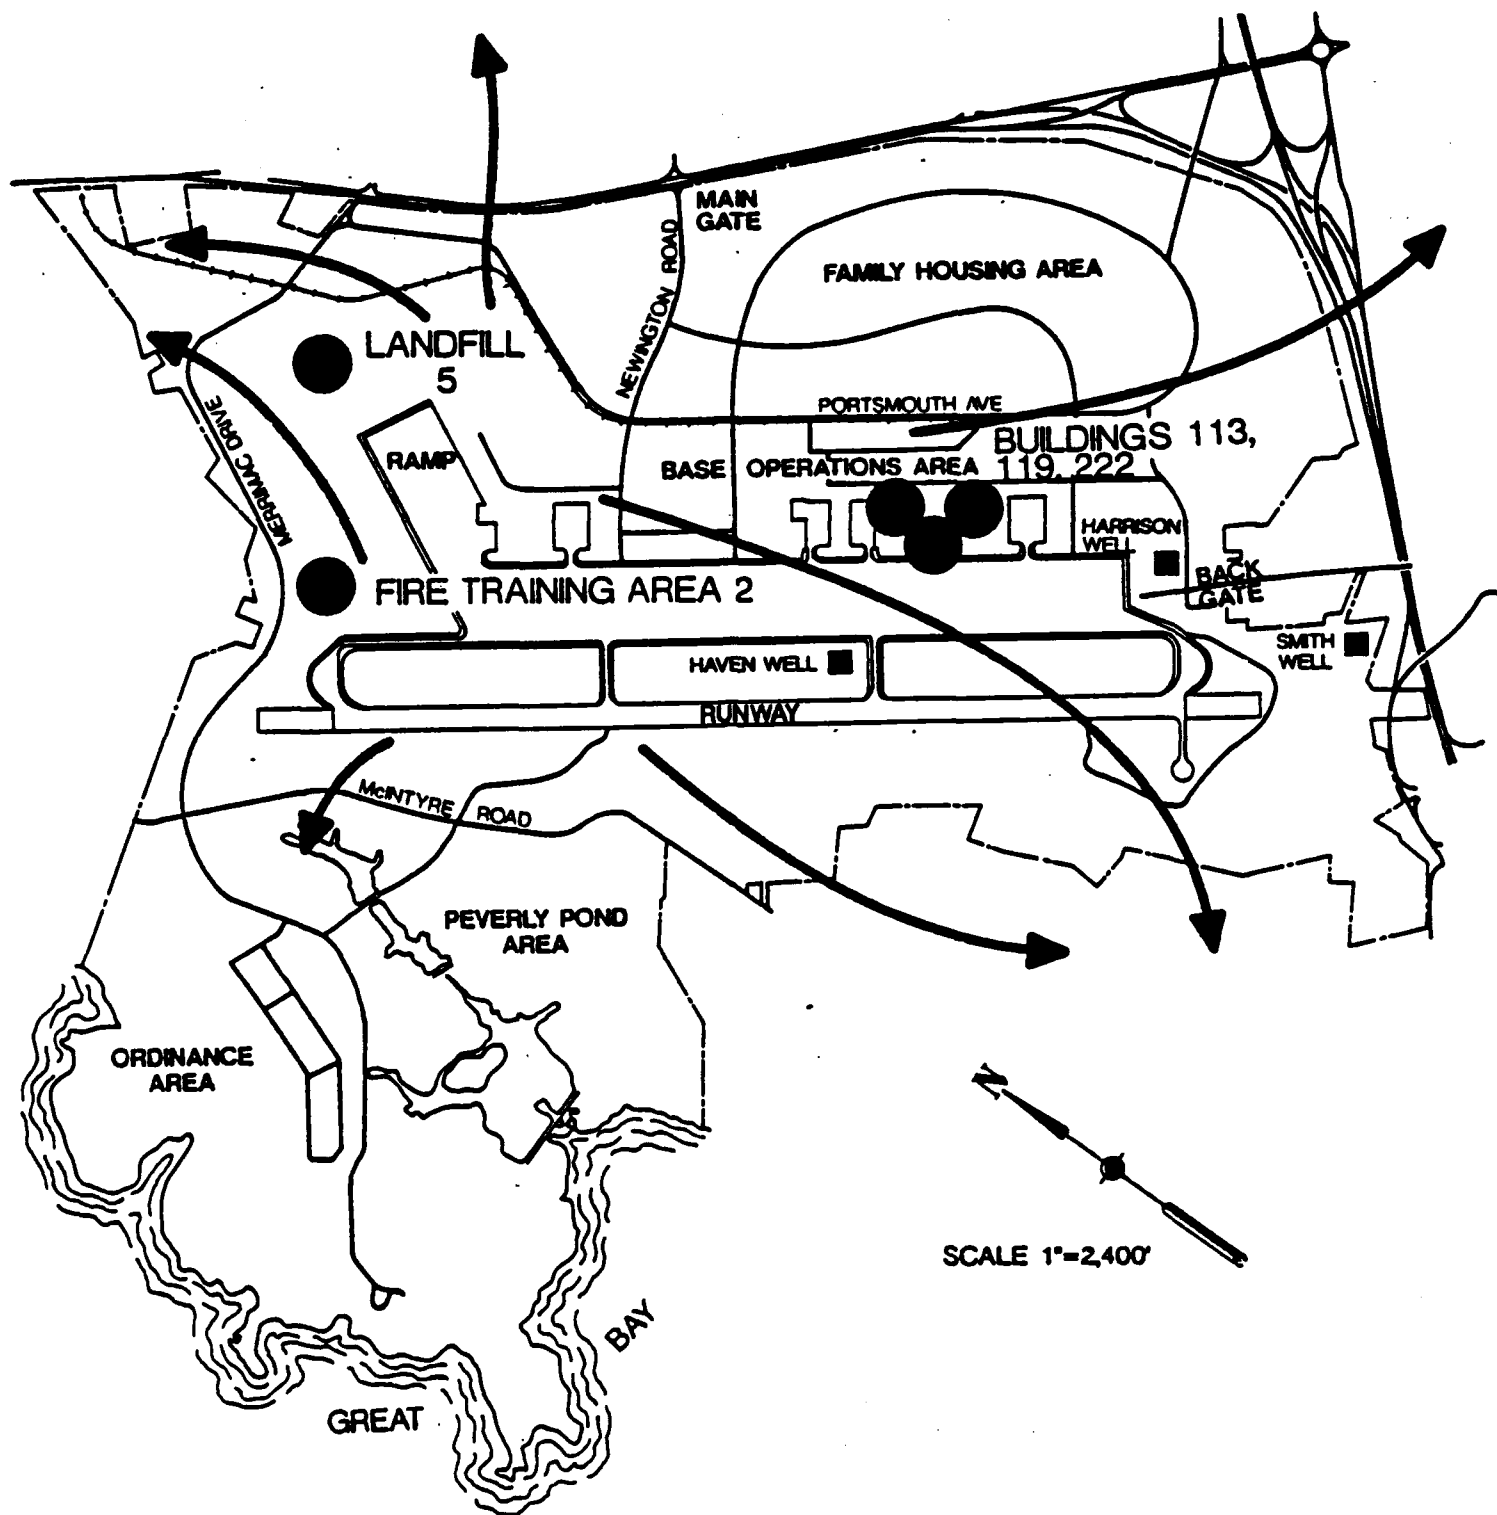 MAIN
GATE
NEWINGTON ROAD
FAMILY HOUSING AREA
LANDFILL
5
MERRIMAC DRIVE
PORTSMOUTH AVE
RAMP
BASE OPERATIONS AREA
BUILDINGS 113,
119, 222
HARRISON
WELL
BACK
GATE
FIRE TRAINING AREA 2
SMITH
WELL
HAVEN WELL
RUNWAY
McINTYRE ROAD
PEVERLY POND
AREA
ORDINANCE
AREA
N
SCALE 1"=2,400'
GREAT BAY